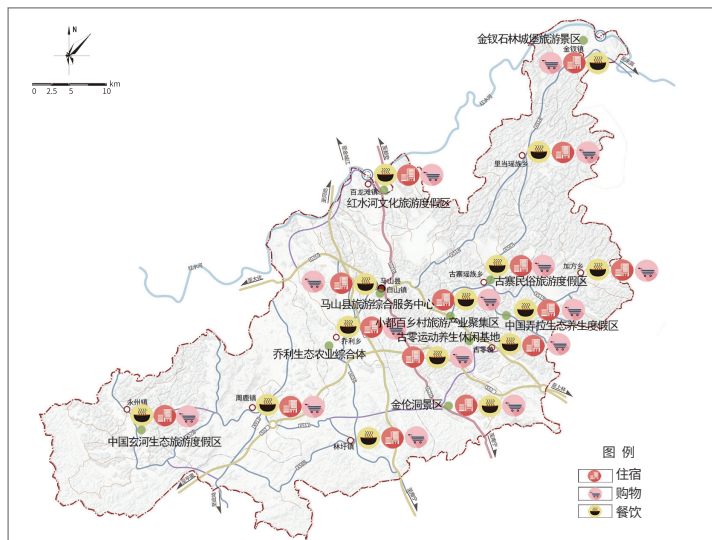 N
km
0 2.5 5 10
金钗石林城堡旅游景区
金钗镇
红水河
里当瑶族乡
百龙滩镇
红水河文化旅游度假区
红水河
马山县
白山镇
古寨瑶族乡
加方乡
古寨民俗旅游度假区
马山县旅游综合服务中心
小都百乡村旅游产业聚集区
中国弄拉生态养生度假区
乔利乡
古零运动养生休闲基地
古零镇
乔利生态农业综合体
永州镇
周鹿镇
金伦洞景区
中国玄河生态旅游度假区
林圩镇
图 例
住宿
购物
餐饮